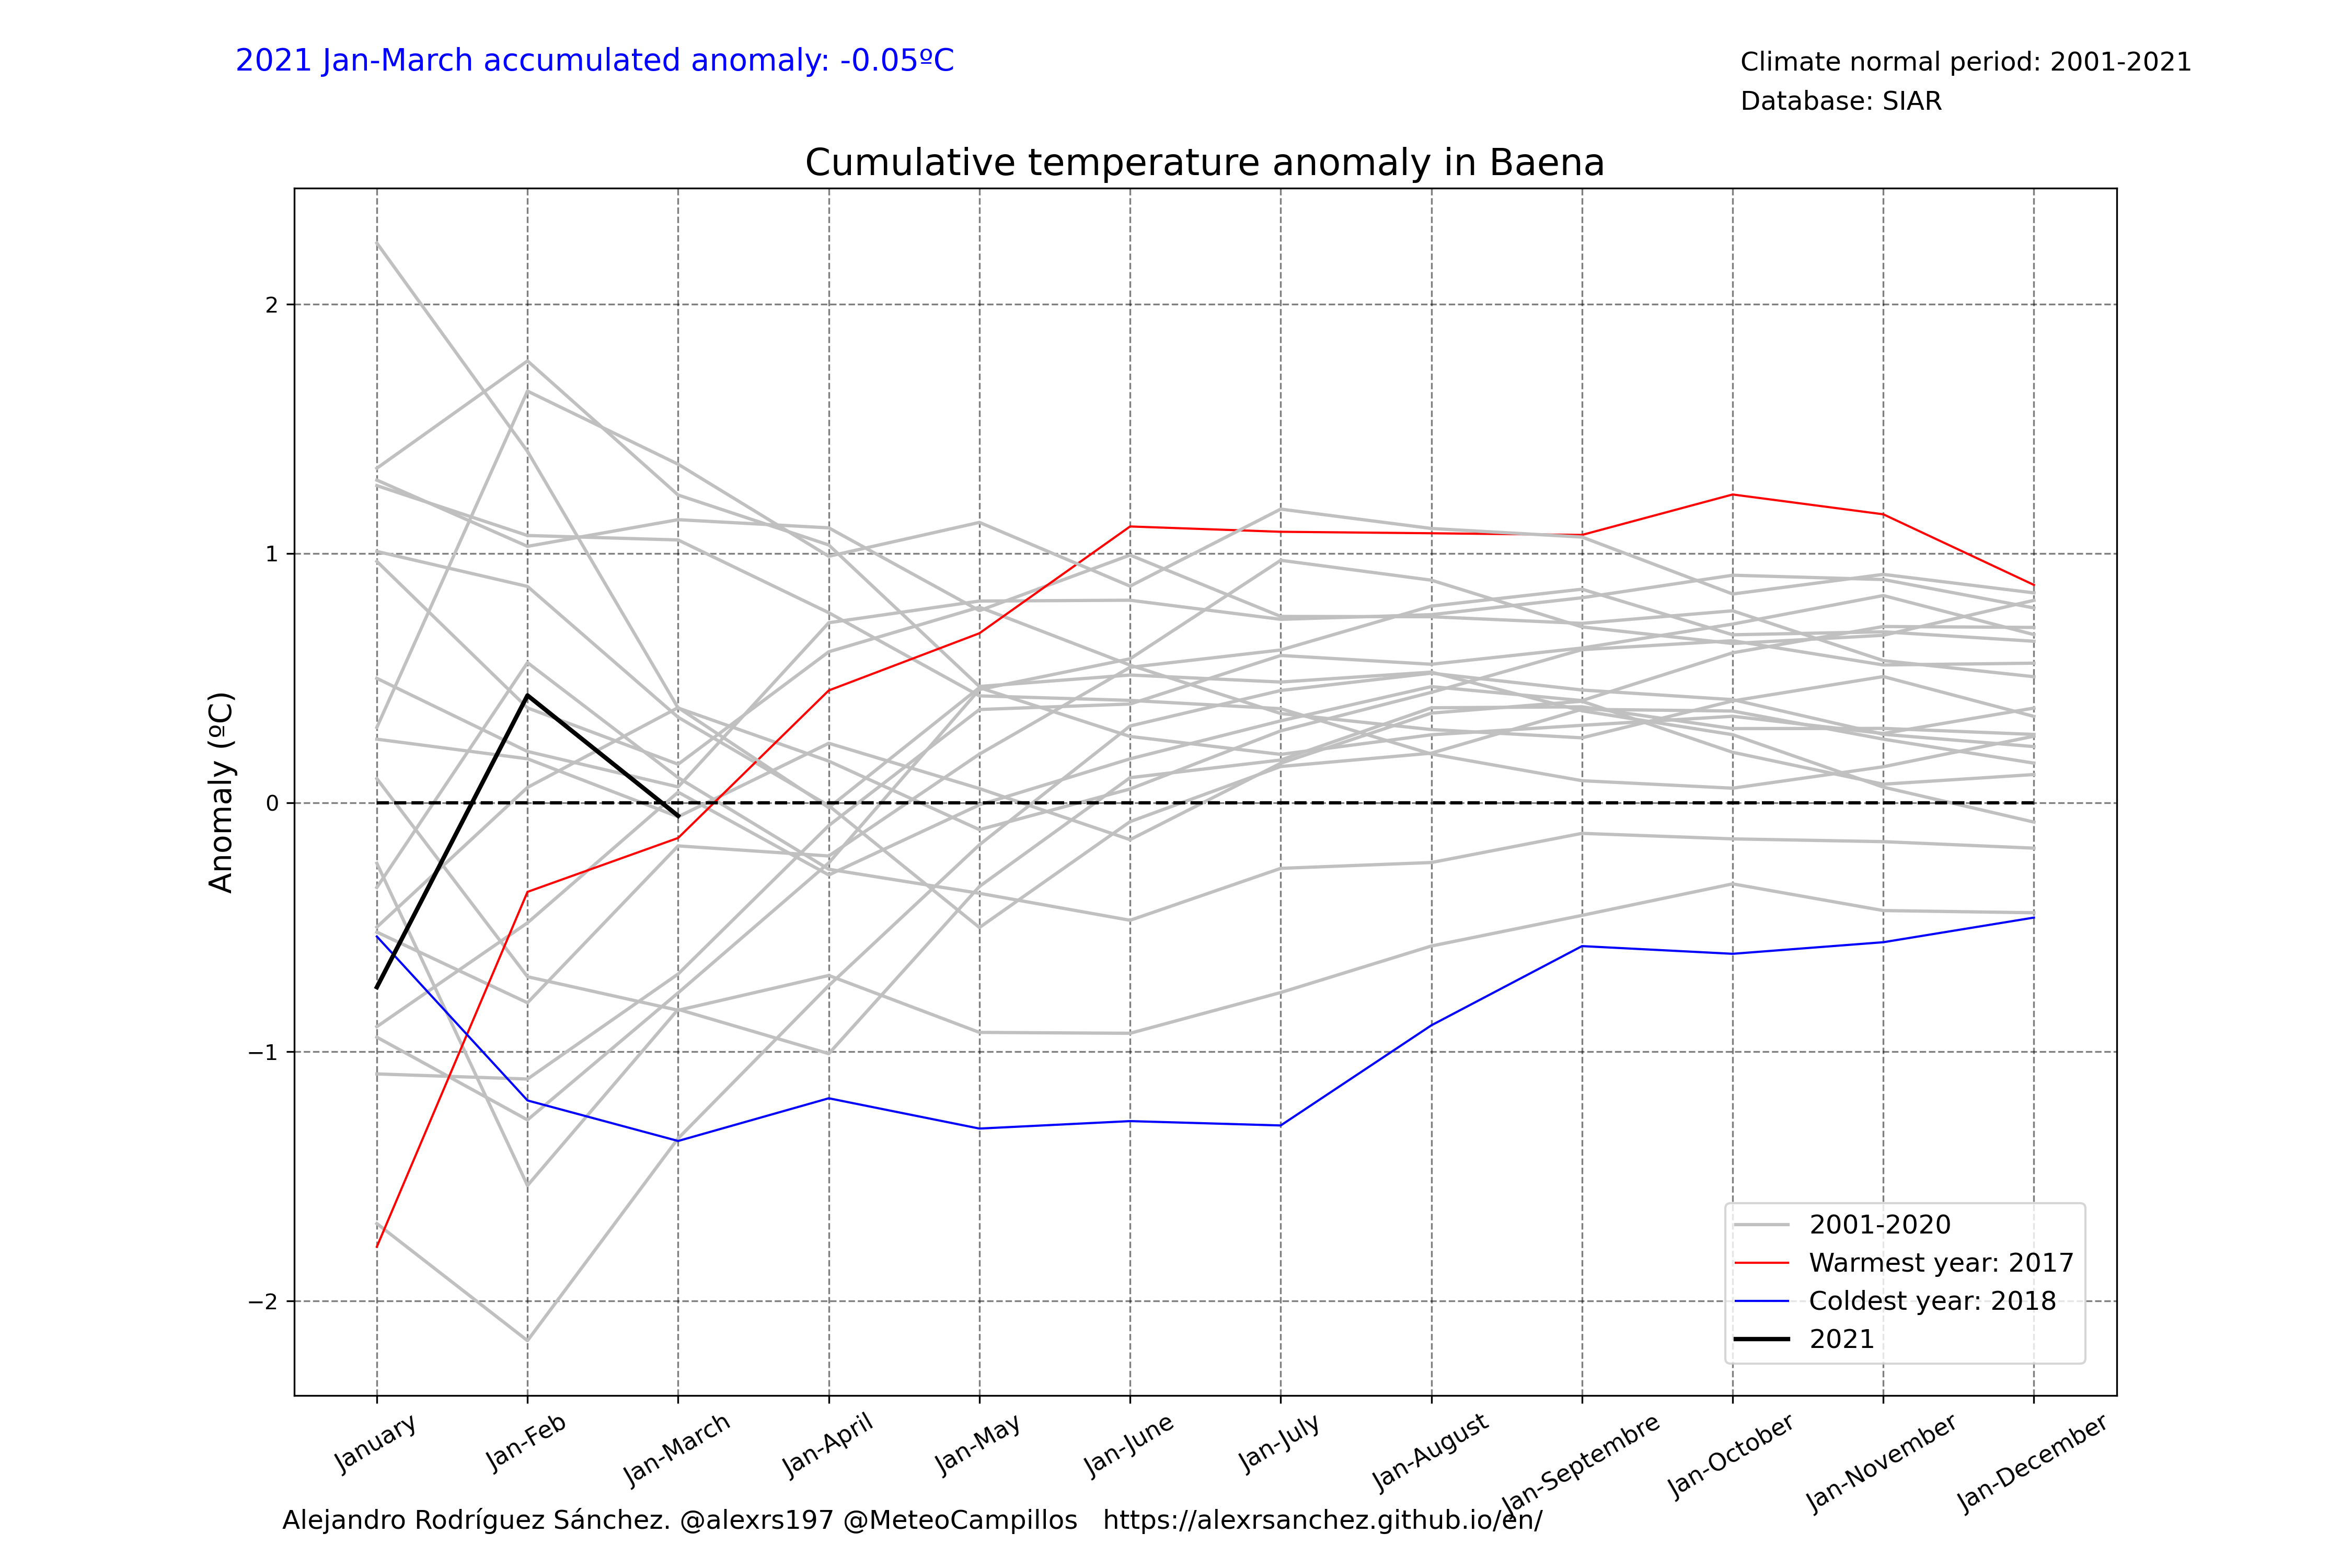 2021 Jan-March accumulated anomaly: -0.05ºC
Climate normal period: 2001-2021
Database: SIAR
Cumulative temperature anomaly in Baena
Anomaly (ºC)
2
1
0
−1
−2
2001-2020
Warmest year: 2017
Coldest year: 2018
2021
January
Jan-Feb
Jan-March
Jan-April
Jan-May
Jan-June
Jan-July
Jan-August
Jan-Septembre
Jan-October
Jan-November
Jan-December
Alejandro Rodríguez Sánchez. @alexrs197 @MeteoCampillos https://alexrsanchez.github.io/en/